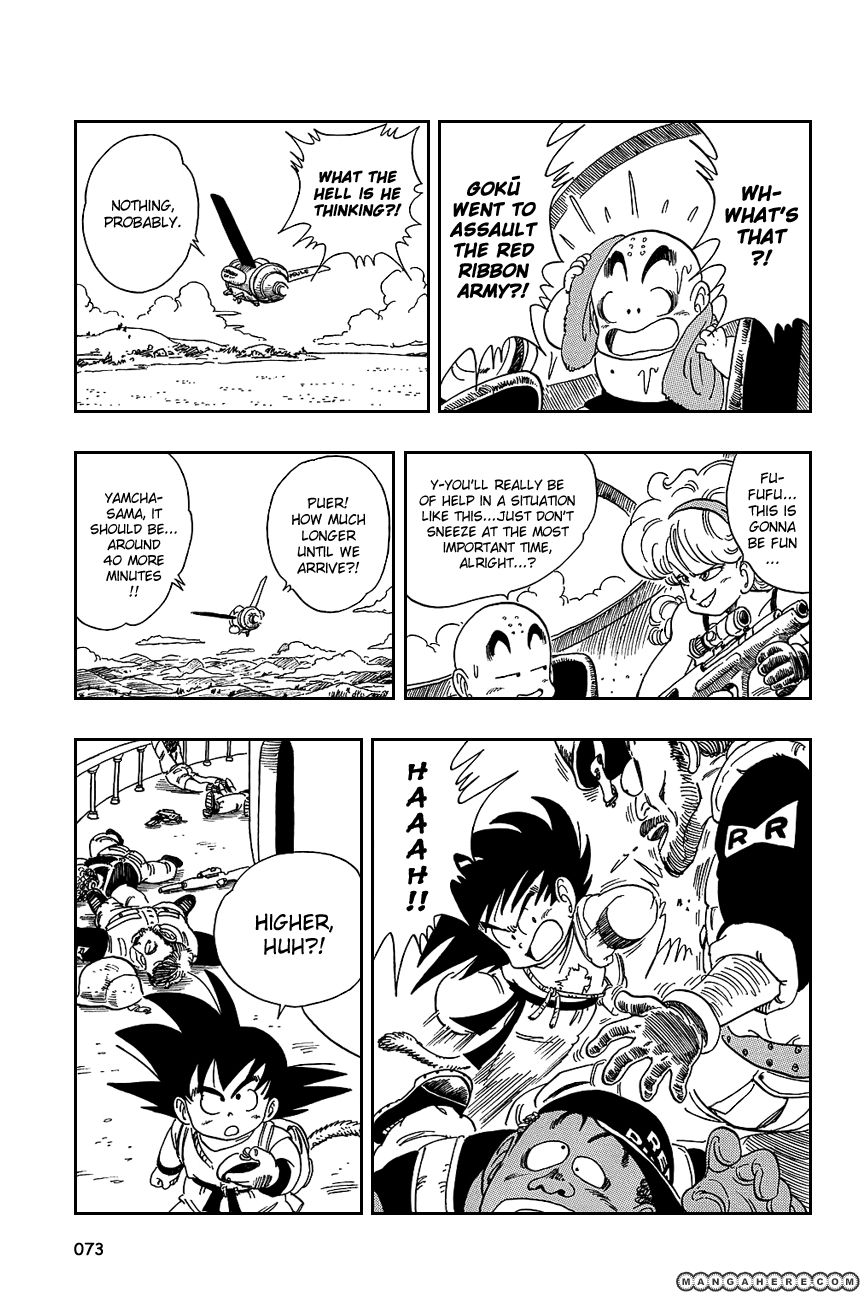 WH-
WHAT'S
THAT
?!
GOKŪ
WENT TO
ASSAULT
THE RED
RIBBON
ARMY?!
WHAT THE
HELL IS HE
THINKING?!
NOTHING,
PROBABLY.
FU-
FUFU...
THIS IS
GONNA
BE FUN
...
Y-YOU'LL REALLY BE
OF HELP IN A SITUATION
LIKE THIS...JUST DON'T
SNEEZE AT THE MOST
IMPORTANT TIME,
ALRIGHT...?
PUER!
HOW MUCH
LONGER
UNTIL WE
ARRIVE?!
YAMCHA-
SAMA, IT
SHOULD BE...
AROUND
40 MORE
MINUTES
!!
HAAAH!!
RR
HIGHER,
HUH?!
073
MANGAHERE.COM